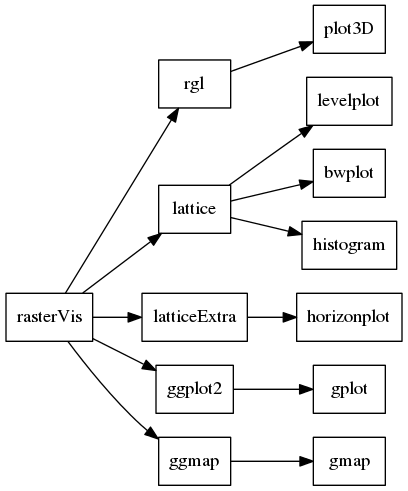 plot3D
rgl
levelplot
bwplot
lattice
histogram
rasterVis
latticeExtra
horizonplot
ggplot2
gplot
ggmap
gmap